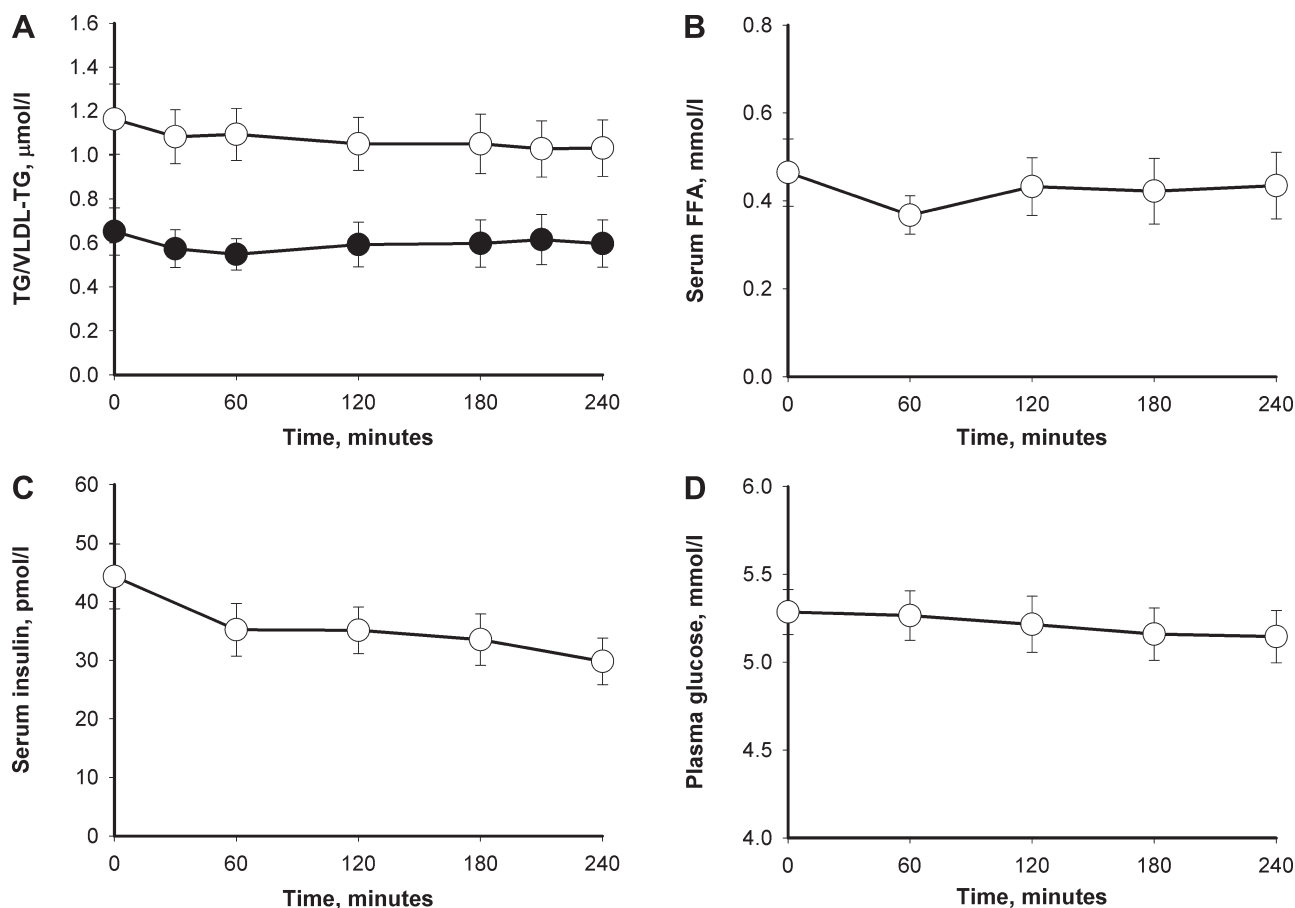 A
TG/VLDL-TG, μmol/l
1.6
1.4
1.2
1.0
0.8
0.6
0.4
0.2
0.0
0 60 120 180 240
Time, minutes
B
Serum FFA, mmol/l
0.8
0.6
0.4
0.2
0.0
0 60 120 180 240
Time, minutes
C
Serum insulin, pmol/l
60
50
40
30
20
10
0
0 60 120 180 240
Time, minutes
D
Plasma glucose, mmol/l
6.0
5.5
5.0
4.5
4.0
0 60 120 180 240
Time, minutes